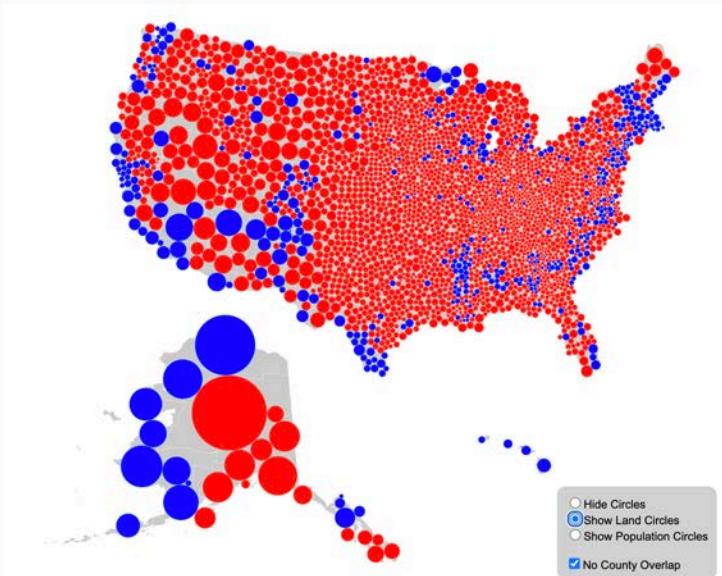 Hide Circles
Show Land Circles
Show Population Circles
No County Overlap